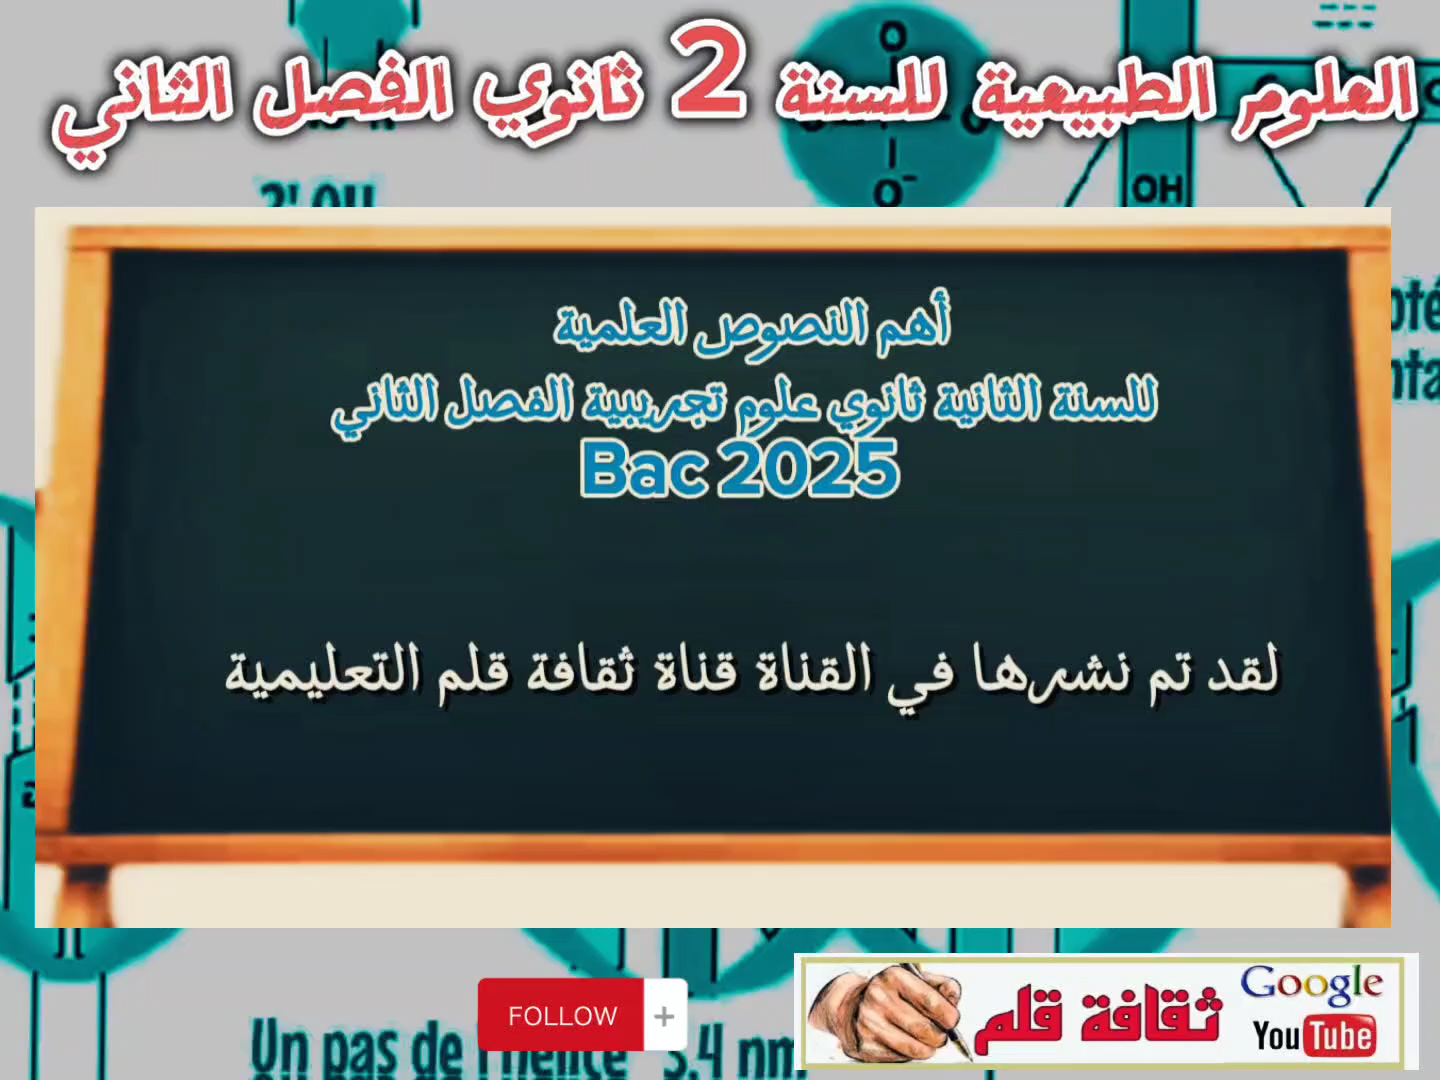 العلوم الطبيعية للسنة 2 ثانوي الفصل الثاني
O
O⁻
OH
أهم النصوص العلمية
للسنة الثانية ثانوي علوم تجريبية الفصل الثاني
Bac 2025
لقد تم نشرها في القناة قناة ثقافة قلم التعليمية
FOLLOW +
ثقافة قلم
Google
YouTube
Un pas de l'hélice 3,4 nm